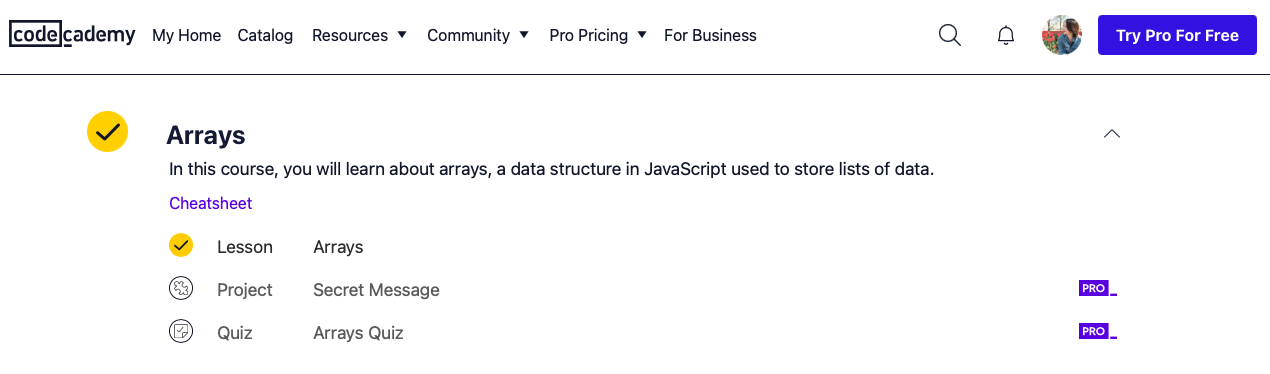 codecademy My Home Catalog Resources Community Pro Pricing For Business Try Pro For Free
Arrays
In this course, you will learn about arrays, a data structure in JavaScript used to store lists of data.
Cheatsheet
Lesson Arrays
Project Secret Message PRO
Quiz Arrays Quiz PRO